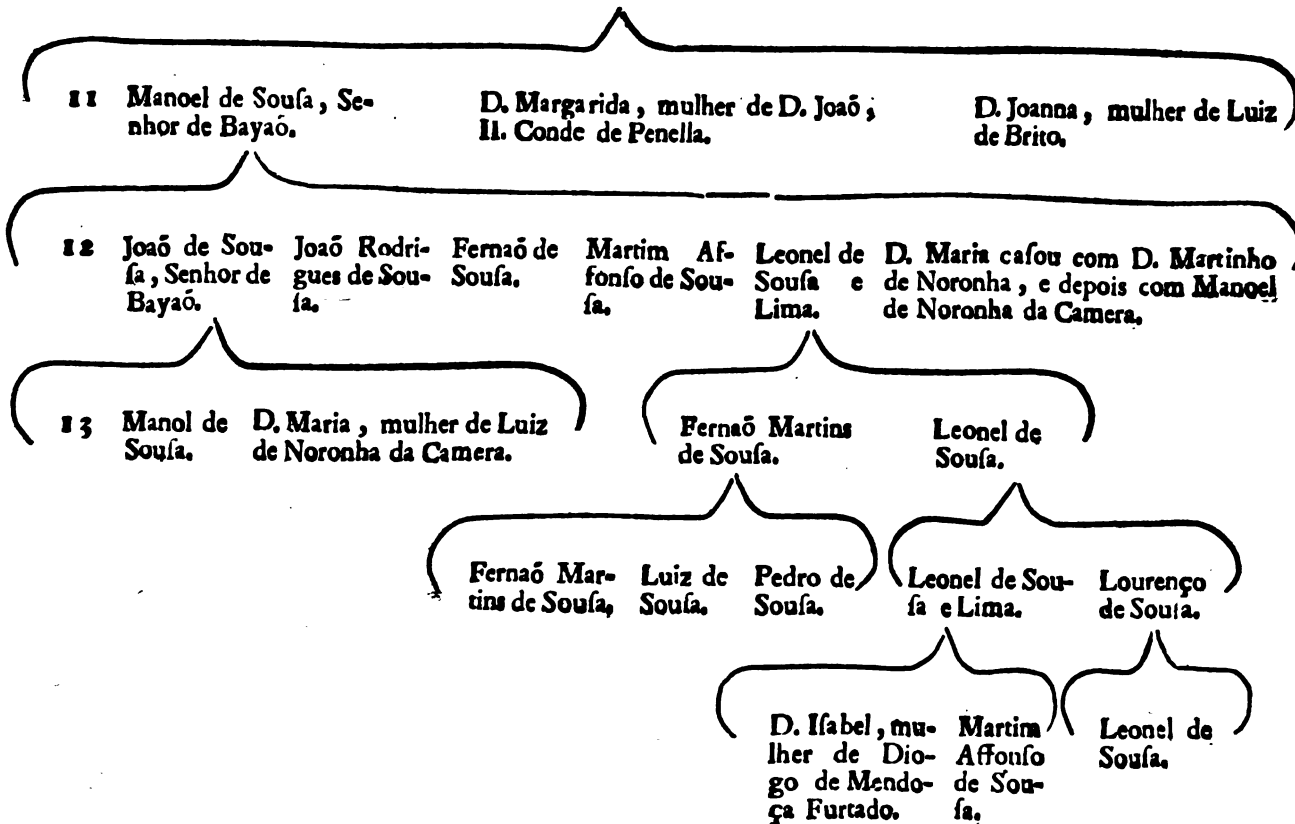 11 Manoel de Souſa, Se-
nhor de Bayaõ.
D. Margarida, mulher de D. Joaõ,
II. Conde de Penella.
D. Joanna, mulher de Luiz
de Brito.
12 Joaõ de Sou-
ſa, Senhor de
Bayaõ.
Joaõ Rodri-
gues de Sou-
ſa.
Fernaõ de
Souſa.
Martim Af-
fonſo de Sou-
ſa.
Leonel de
Souſa e
Lima.
D. Maria caſou com D. Martinho
de Noronha, e depois com Manoel
de Noronha da Camera.
13 Manol de
Souſa.
D. Maria, mulher de Luiz
de Noronha da Camera.
Fernaõ Martins
de Souſa.
Leonel de
Souſa.
Fernaõ Mar-
tins de Souſa,
Luiz de
Souſa.
Pedro de
Souſa.
Leonel de Sou-
ſa e Lima.
Lourenço
de Souſa.
D. Iſabel, mu-
lher de Dio-
go de Mendo-
ça Furtado.
Martim
Affonſo
de Sou-
ſa.
Leonel de
Souſa.